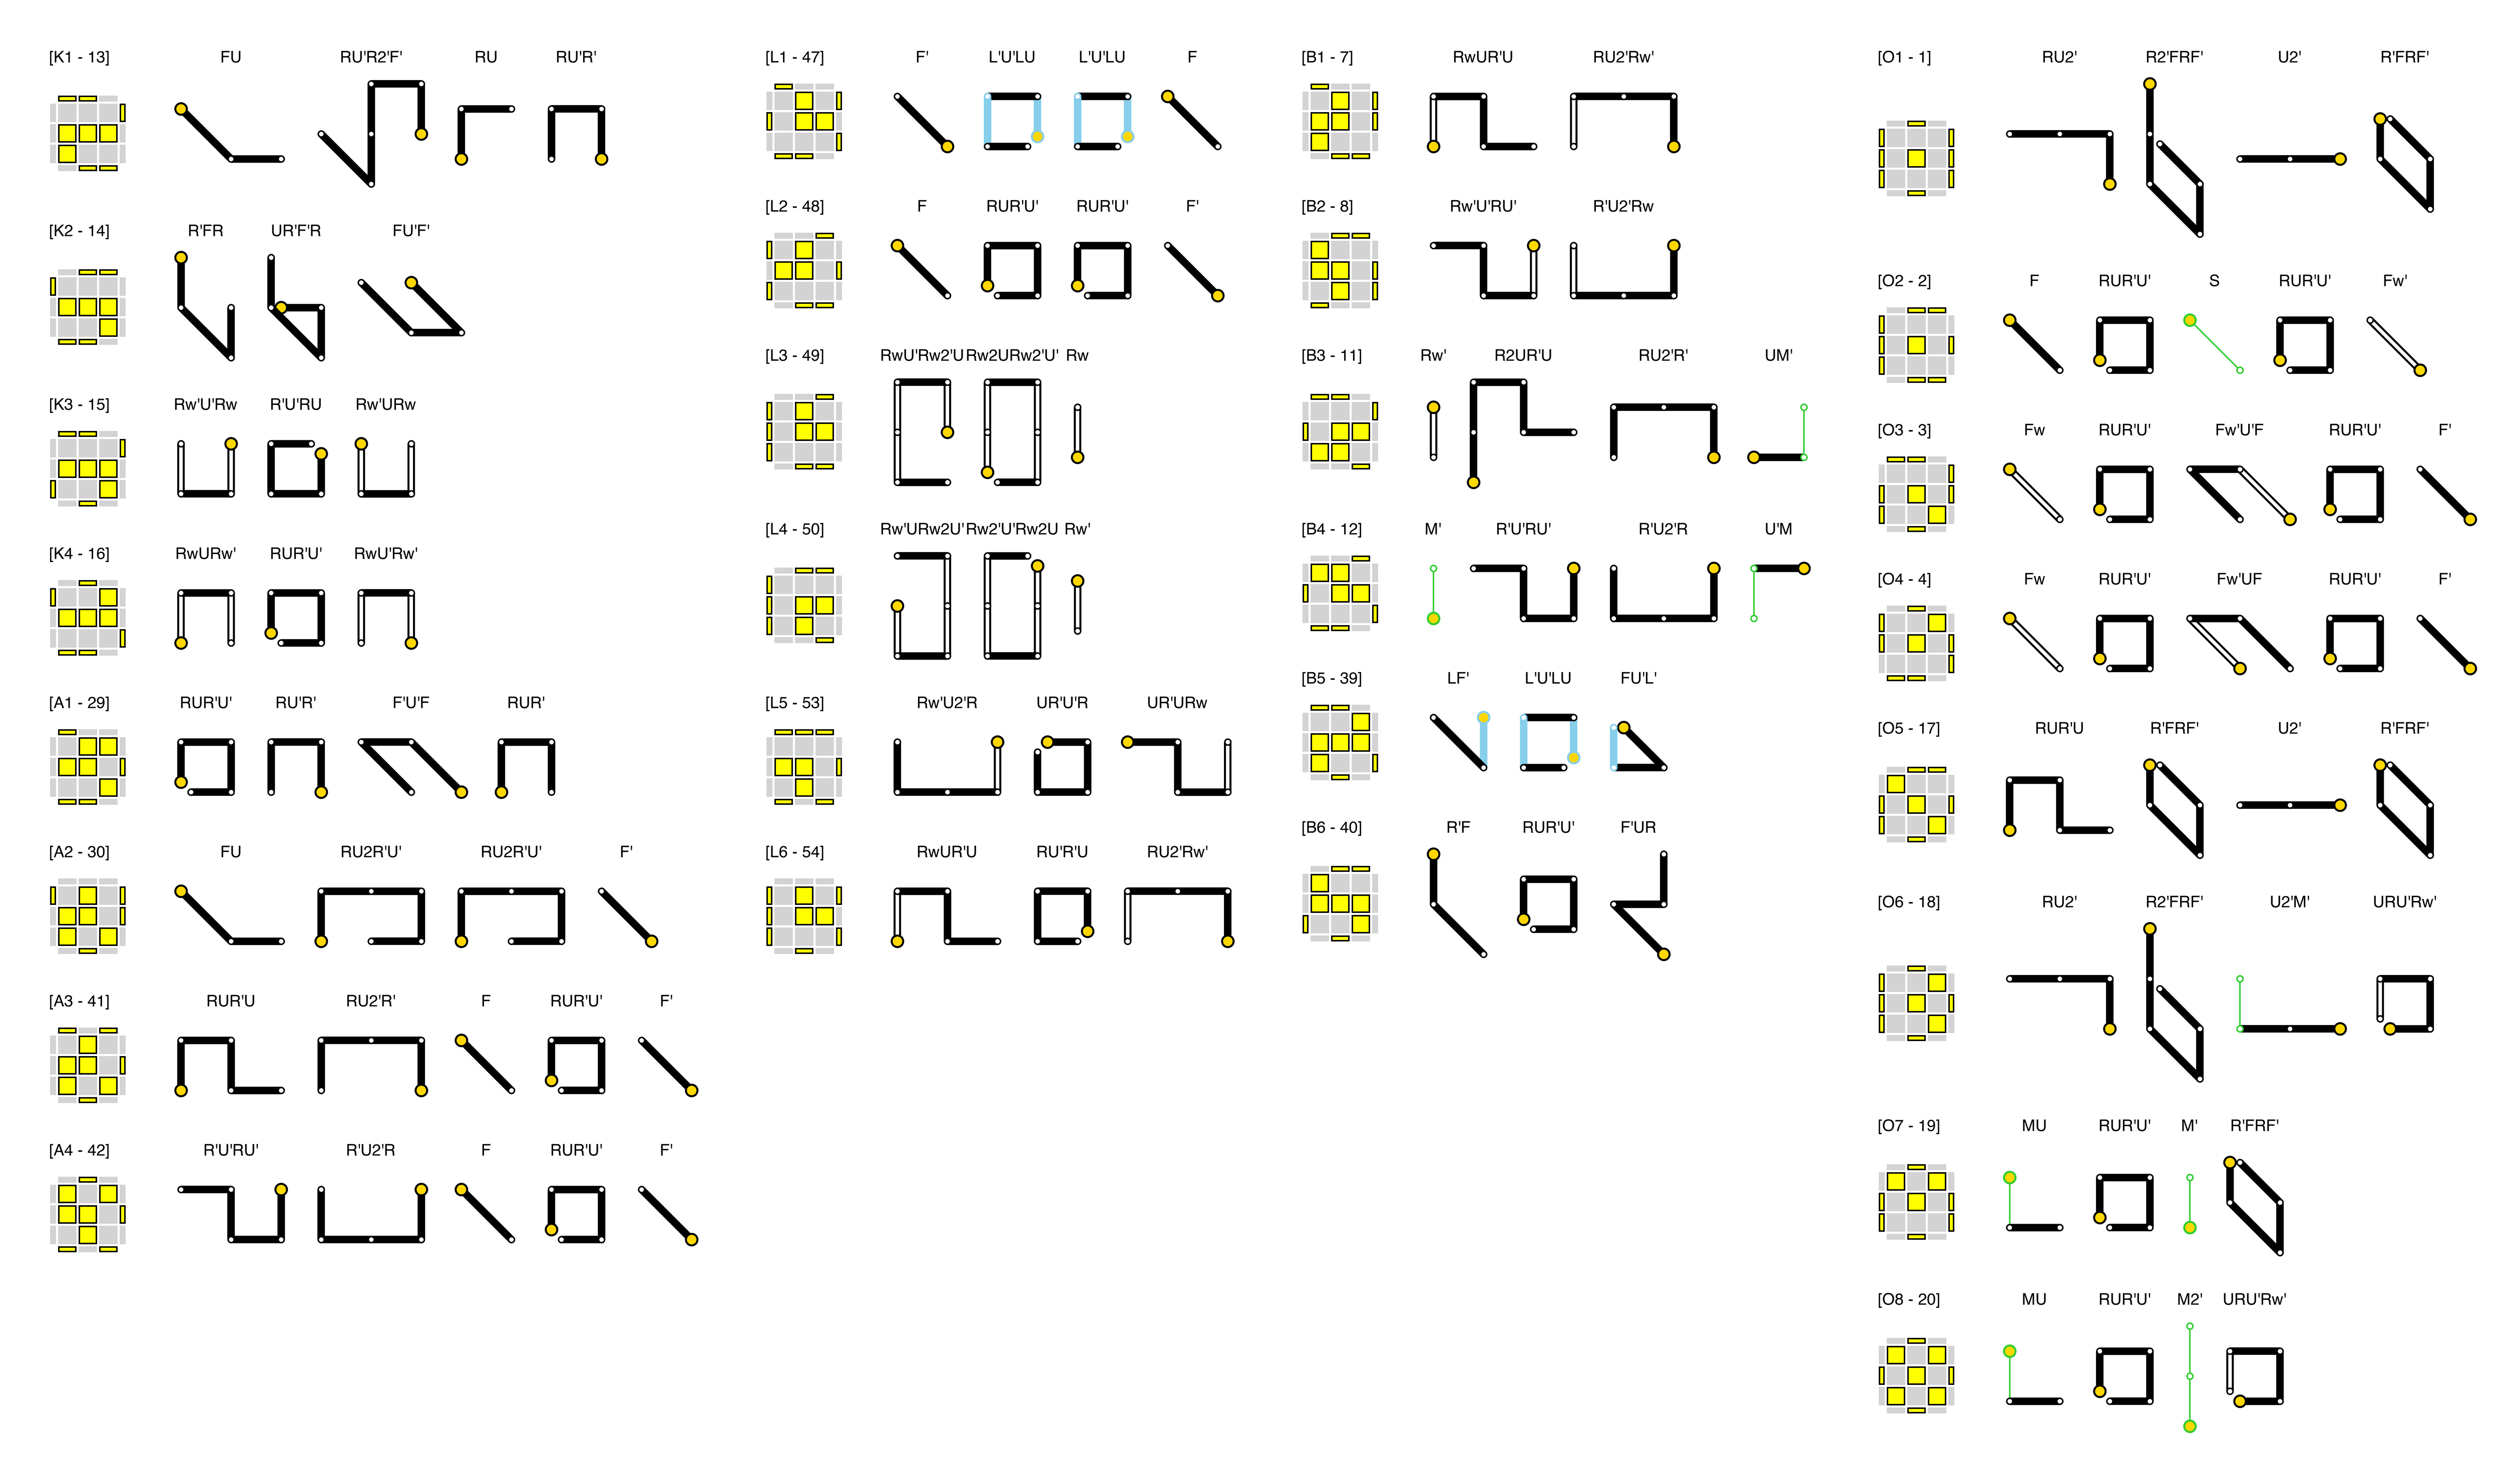 [K1 - 13] FU RU'R2'F' RU RU'R'
[K2 - 14] R'FR UR'F'R FU'F'
[K3 - 15] Rw'U'Rw R'U'RU Rw'URw
[K4 - 16] RwURw' RUR'U' RwU'Rw'
[A1 - 29] RUR'U' RU'R' F'U'F RUR'
[A2 - 30] FU RU2R'U' RU2R'U' F'
[A3 - 41] RUR'U RU2'R' F RUR'U' F'
[A4 - 42] R'U'RU' R'U2'R F RUR'U' F'
[L1 - 47] F' L'U'LU L'U'LU F
[L2 - 48] F RUR'U' RUR'U' F'
[L3 - 49] RwU'Rw2'U Rw2URw2'U' Rw
[L4 - 50] Rw'URw2U' Rw2'U'Rw2U Rw'
[L5 - 53] Rw'U2'R UR'U'R UR'URw
[L6 - 54] RwUR'U RU'R'U RU2'Rw'
[B1 - 7] RwUR'U RU2'Rw'
[B2 - 8] Rw'U'RU' R'U2'Rw
[B3 - 11] Rw' R2UR'U RU2'R' UM'
[B4 - 12] M' R'U'RU' R'U2'R U'M
[B5 - 39] LF' L'U'LU FU'L'
[B6 - 40] R'F RUR'U' F'UR
[O1 - 1] RU2' R2'FRF' U2' R'FRF'
[O2 - 2] F RUR'U' S RUR'U' Fw'
[O3 - 3] Fw RUR'U' Fw'U'F RUR'U' F'
[O4 - 4] Fw RUR'U' Fw'UF RUR'U' F'
[O5 - 17] RUR'U R'FRF' U2' R'FRF'
[O6 - 18] RU2' R2'FRF' U2'M' URU'Rw'
[O7 - 19] MU RUR'U' M' R'FRF'
[O8 - 20] MU RUR'U' M2' URU'Rw'